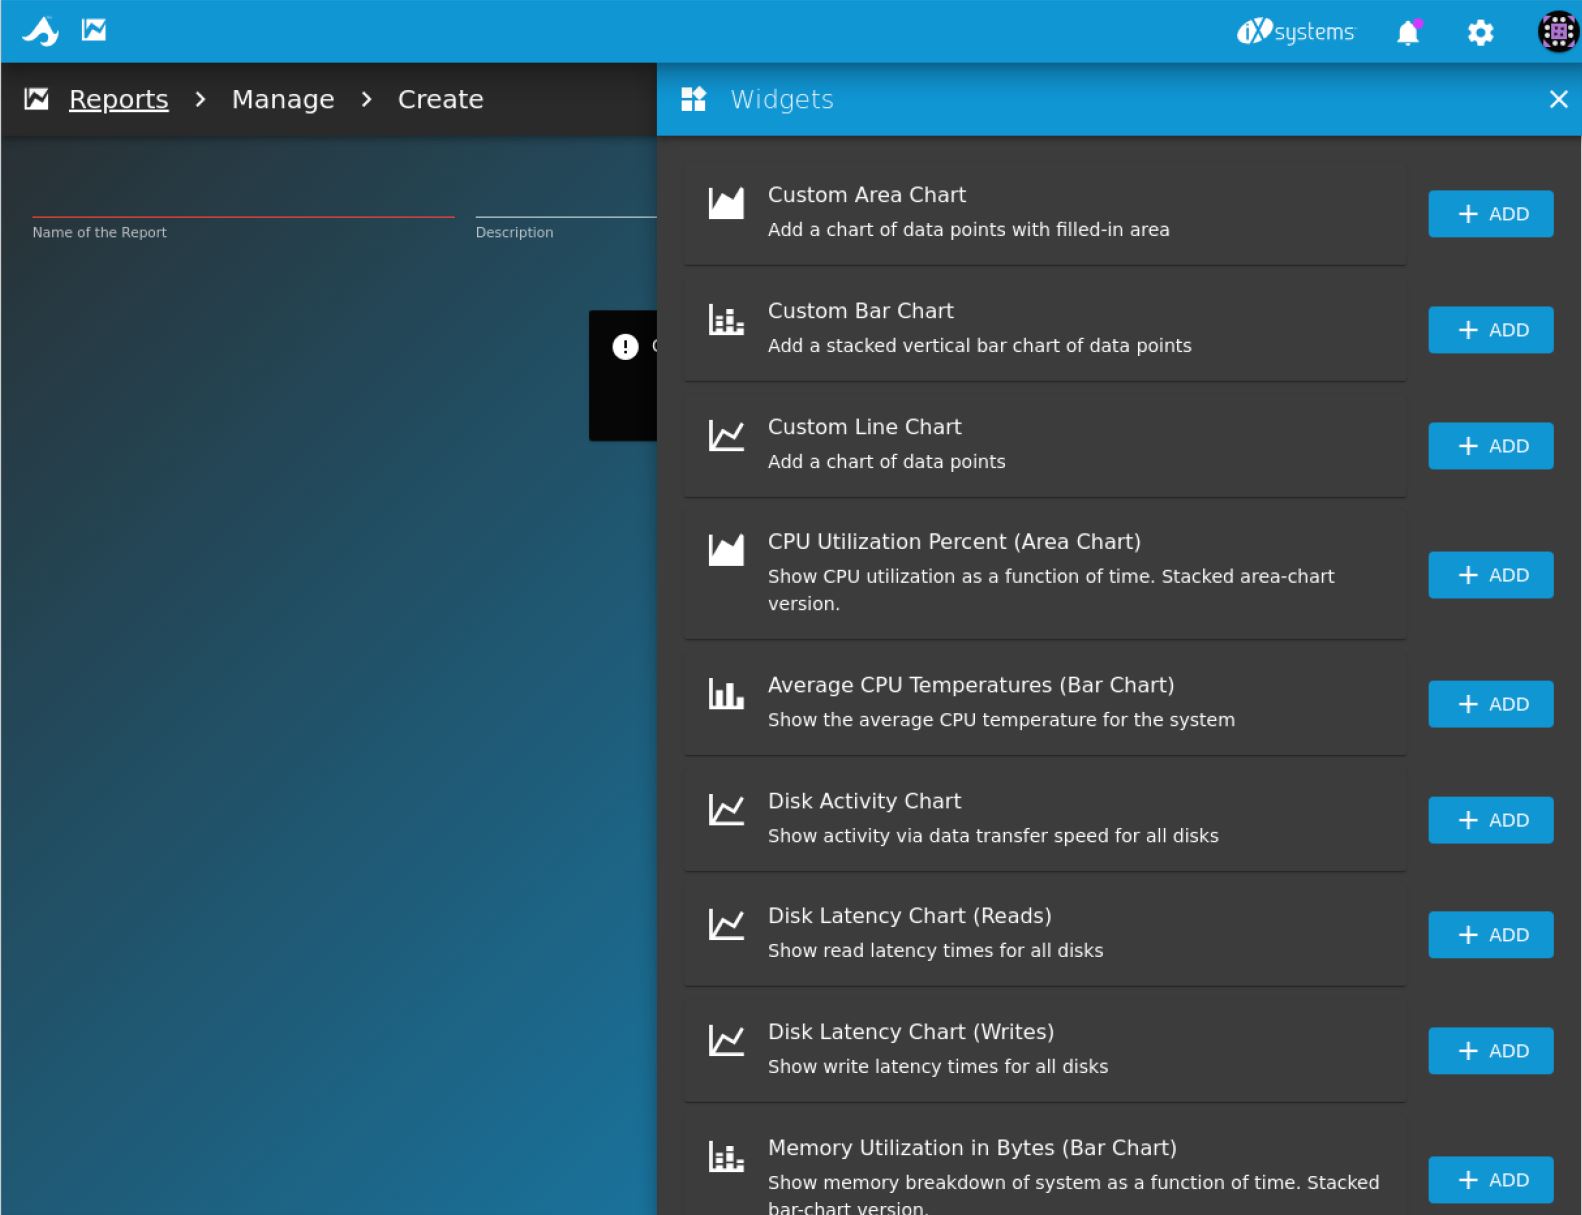 iXsystems
Reports > Manage > Create
Widgets
Name of the Report
Description
Custom Area Chart
Add a chart of data points with filled-in area
+ ADD
Custom Bar Chart
Add a stacked vertical bar chart of data points
+ ADD
Custom Line Chart
Add a chart of data points
+ ADD
CPU Utilization Percent (Area Chart)
Show CPU utilization as a function of time. Stacked area-chart
version.
+ ADD
Average CPU Temperatures (Bar Chart)
Show the average CPU temperature for the system
+ ADD
Disk Activity Chart
Show activity via data transfer speed for all disks
+ ADD
Disk Latency Chart (Reads)
Show read latency times for all disks
+ ADD
Disk Latency Chart (Writes)
Show write latency times for all disks
+ ADD
Memory Utilization in Bytes (Bar Chart)
Show memory breakdown of system as a function of time. Stacked
bar-chart version.
+ ADD